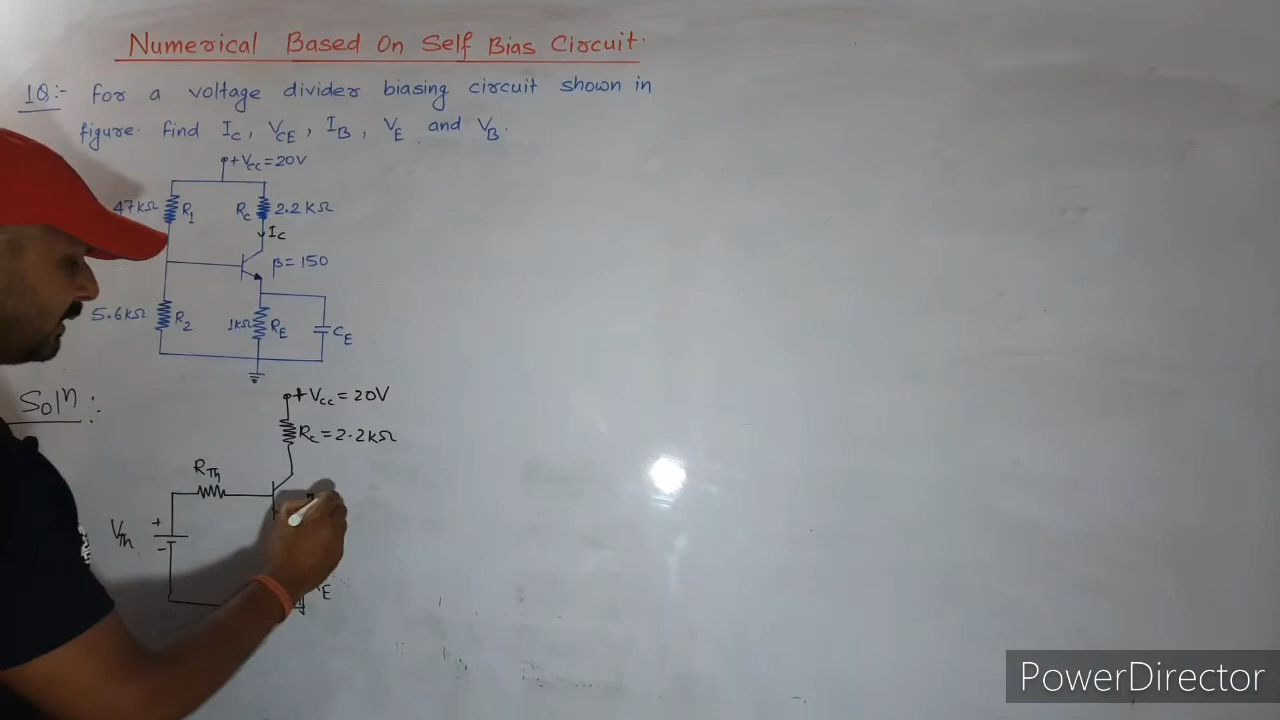 Numerical Based On Self Bias Circuit.
1Q:- For a voltage divider biasing circuit shown in
figure. find IC, VCE, IB, VE and VB.
+VCC=20V
47kΩ R1 RC 2.2KΩ
IC
β=150
5.6kΩ R2 1kΩ RE CE
Soln:
+VCC=20V
RC=2.2kΩ
RTh
+
VTh
-
E
PowerDirector